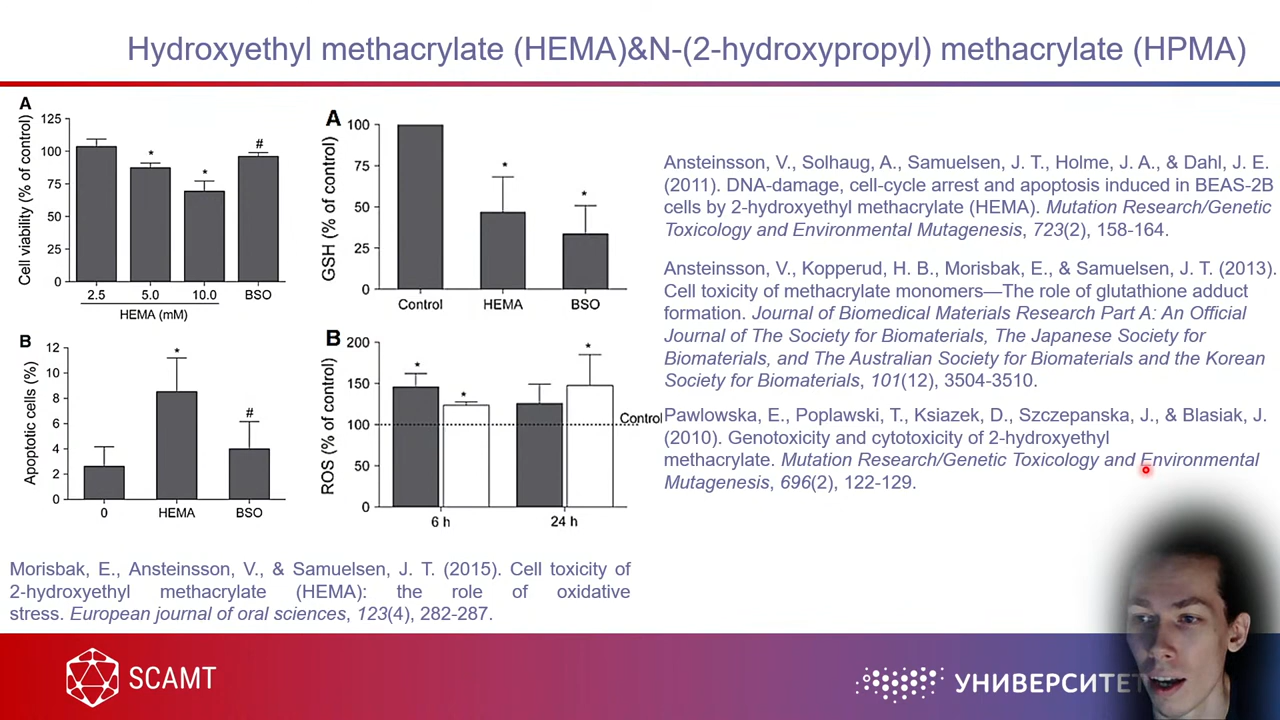 Hydroxyethyl methacrylate (HEMA)&N-(2-hydroxypropyl) methacrylate (HPMA)
A
Cell viability (% of control)
125
100
75
50
25
0
*
*
#
2.5 5.0 10.0 BSO
HEMA (mM)
A
GSH (% of control)
100
75
50
25
0
*
*
Control HEMA BSO
B
Apoptotic cells (%)
12
10
8
6
4
2
0
*
#
0 HEMA BSO
B
ROS (% of control)
200
150
100
50
0
*
*
*
Control
6 h 24 h
Morisbak, E., Ansteinsson, V., & Samuelsen, J. T. (2015). Cell toxicity of
2-hydroxyethyl methacrylate (HEMA): the role of oxidative
stress. European journal of oral sciences, 123(4), 282-287.
Ansteinsson, V., Solhaug, A., Samuelsen, J. T., Holme, J. A., & Dahl, J. E.
(2011). DNA-damage, cell-cycle arrest and apoptosis induced in BEAS-2B
cells by 2-hydroxyethyl methacrylate (HEMA). Mutation Research/Genetic
Toxicology and Environmental Mutagenesis, 723(2), 158-164.
Ansteinsson, V., Kopperud, H. B., Morisbak, E., & Samuelsen, J. T. (2013).
Cell toxicity of methacrylate monomers—The role of glutathione adduct
formation. Journal of Biomedical Materials Research Part A: An Official
Journal of The Society for Biomaterials, The Japanese Society for
Biomaterials, and The Australian Society for Biomaterials and the Korean
Society for Biomaterials, 101(12), 3504-3510.
Pawlowska, E., Poplawski, T., Ksiazek, D., Szczepanska, J., & Blasiak, J.
(2010). Genotoxicity and cytotoxicity of 2-hydroxyethyl
methacrylate. Mutation Research/Genetic Toxicology and Environmental
Mutagenesis, 696(2), 122-129.
SCAMT
УНИВЕРСИТЕТ